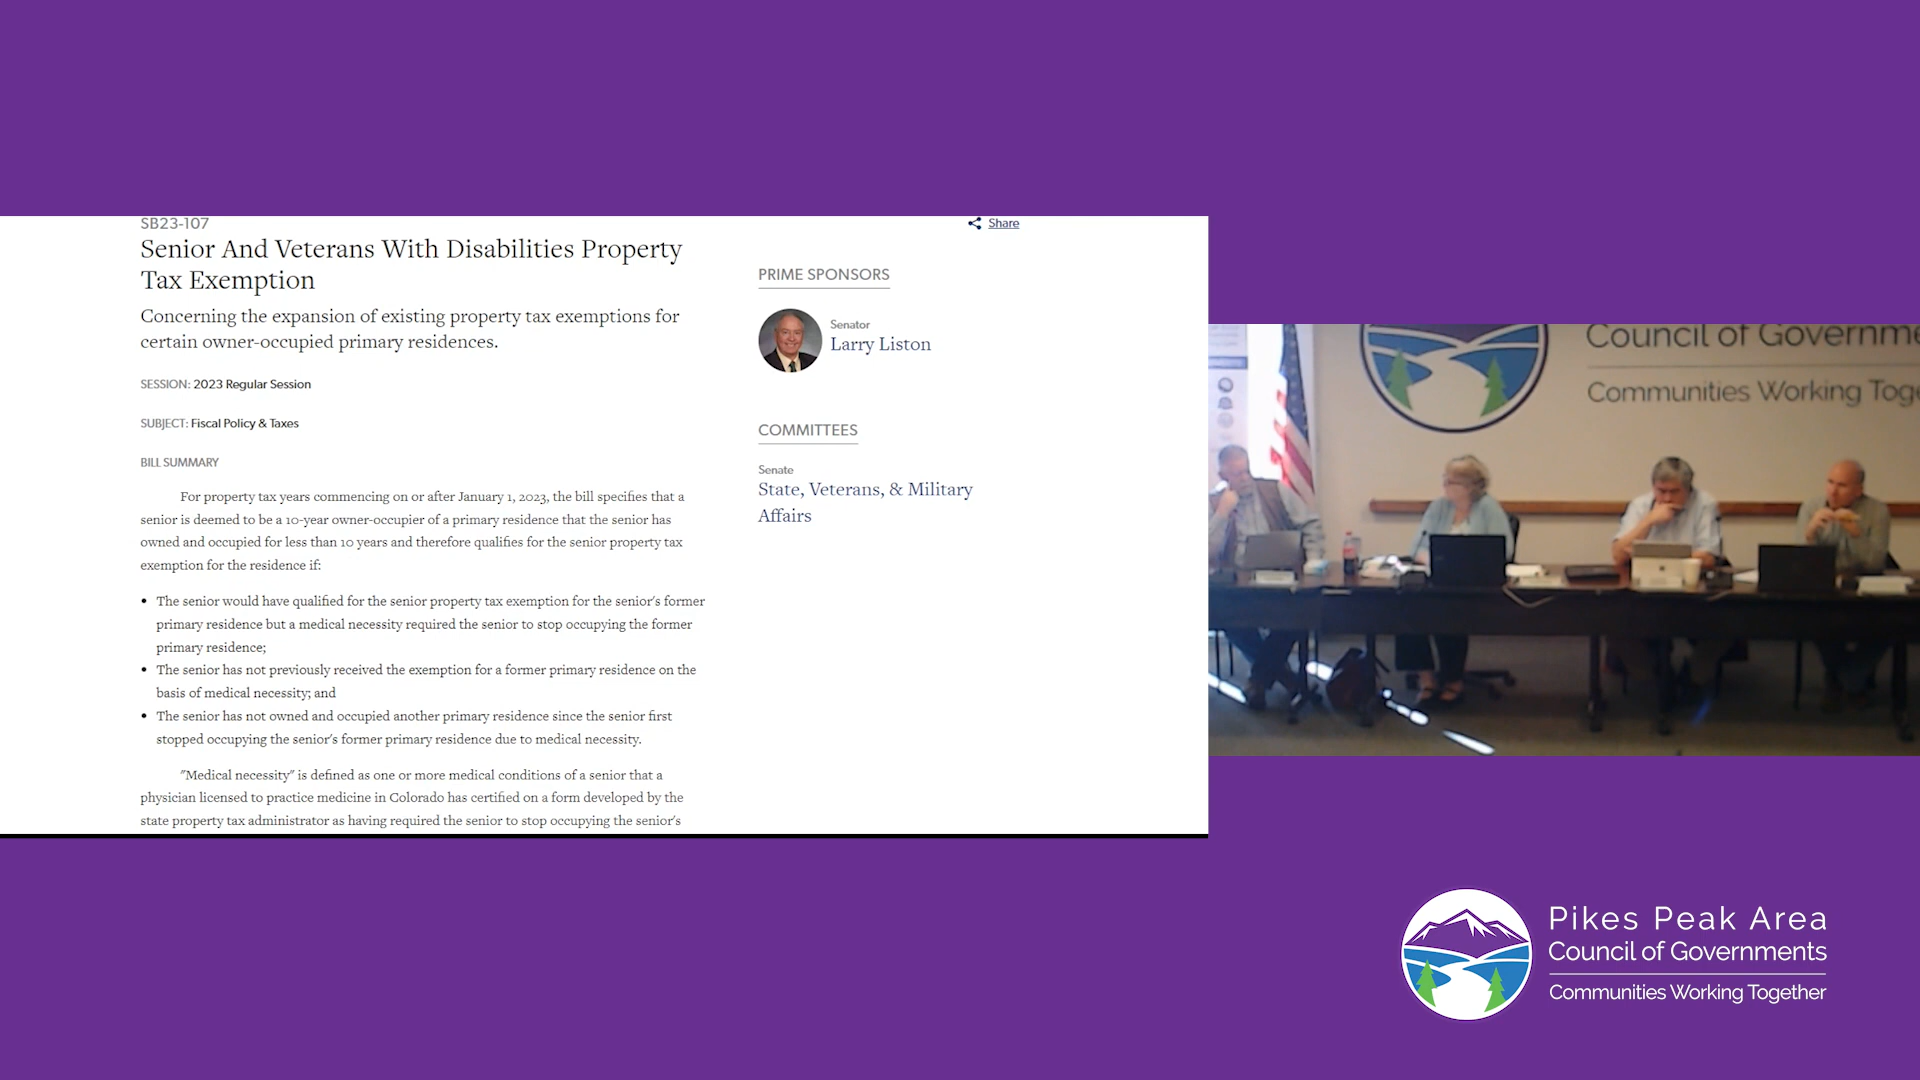 SB23-107
Share
Senior And Veterans With Disabilities Property
Tax Exemption
Concerning the expansion of existing property tax exemptions for
certain owner-occupied primary residences.
SESSION: 2023 Regular Session
SUBJECT: Fiscal Policy & Taxes
BILL SUMMARY
For property tax years commencing on or after January 1, 2023, the bill specifies that a
senior is deemed to be a 10-year owner-occupier of a primary residence that the senior has
owned and occupied for less than 10 years and therefore qualifies for the senior property tax
exemption for the residence if:
• The senior would have qualified for the senior property tax exemption for the senior's former
primary residence but a medical necessity required the senior to stop occupying the former
primary residence;
• The senior has not previously received the exemption for a former primary residence on the
basis of medical necessity; and
• The senior has not owned and occupied another primary residence since the senior first
stopped occupying the senior's former primary residence due to medical necessity.
"Medical necessity" is defined as one or more medical conditions of a senior that a
physician licensed to practice medicine in Colorado has certified on a form developed by the
state property tax administrator as having required the senior to stop occupying the senior's
PRIME SPONSORS
Senator
Larry Liston
COMMITTEES
Senate
State, Veterans, & Military
Affairs
Council of Governme
Communities Working Toge
Pikes Peak Area
Council of Governments
Communities Working Together